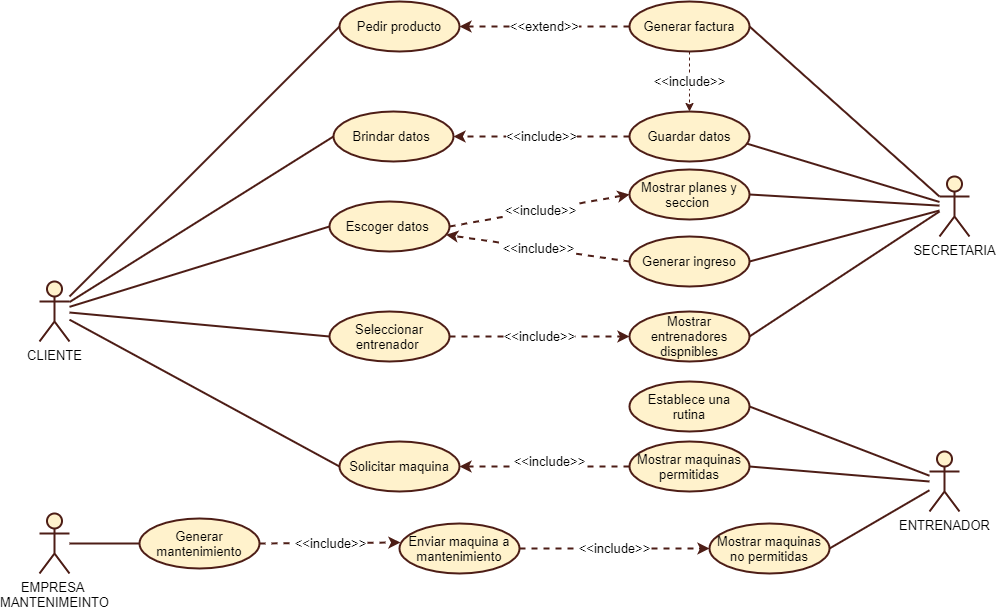 Pedir producto
<<extend>>
Generar factura
<<include>>
Brindar datos
<<include>>
Guardar datos
Escoger datos
<<include>>
Mostrar planes y
seccion
<<include>>
Generar ingreso
SECRETARIA
CLIENTE
Seleccionar
entrenador
<<include>>
Mostrar
entrenadores
dispnibles
Establece una
rutina
Solicitar maquina
<<include>>
Mostrar maquinas
permitidas
ENTRENADOR
EMPRESA
MANTENIMEINTO
Generar
mantenimiento
<<include>>
Enviar maquina a
mantenimiento
<<include>>
Mostrar maquinas
no permitidas